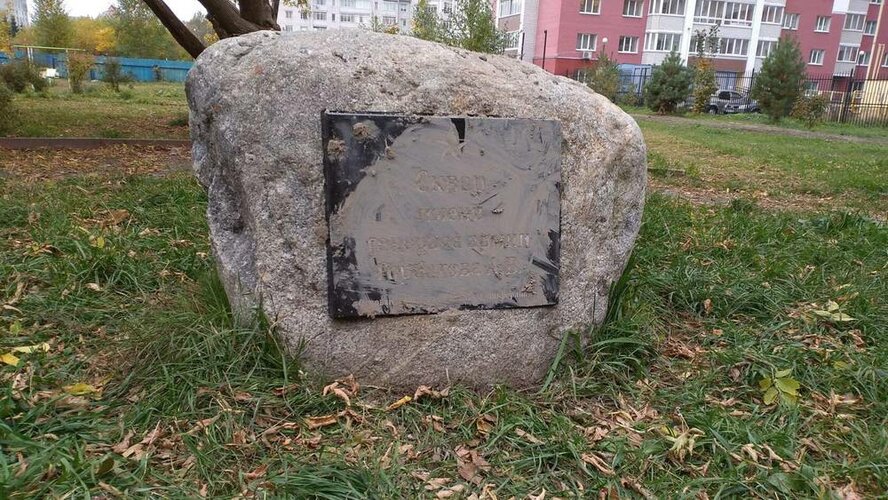 Сквер
имени
генерала армии